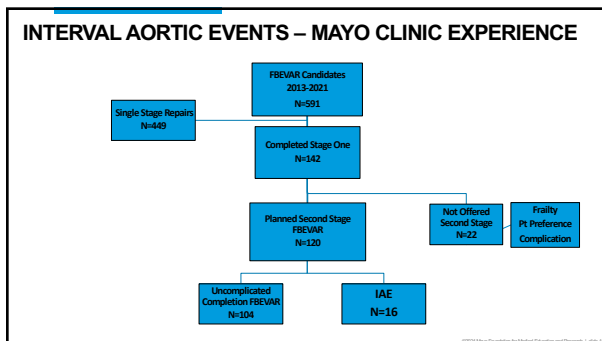 INTERVAL AORTIC EVENTS – MAYO CLINIC EXPERIENCE
FBEVAR Candidates
2013-2021
N=591
Single Stage Repairs
N=449
Completed Stage One
N=142
Planned Second Stage
FBEVAR
N=120
Not Offered
Second Stage
N=22
Frailty
Pt Preference
Complication
Uncomplicated
Completion FBEVAR
N=104
IAE
N=16